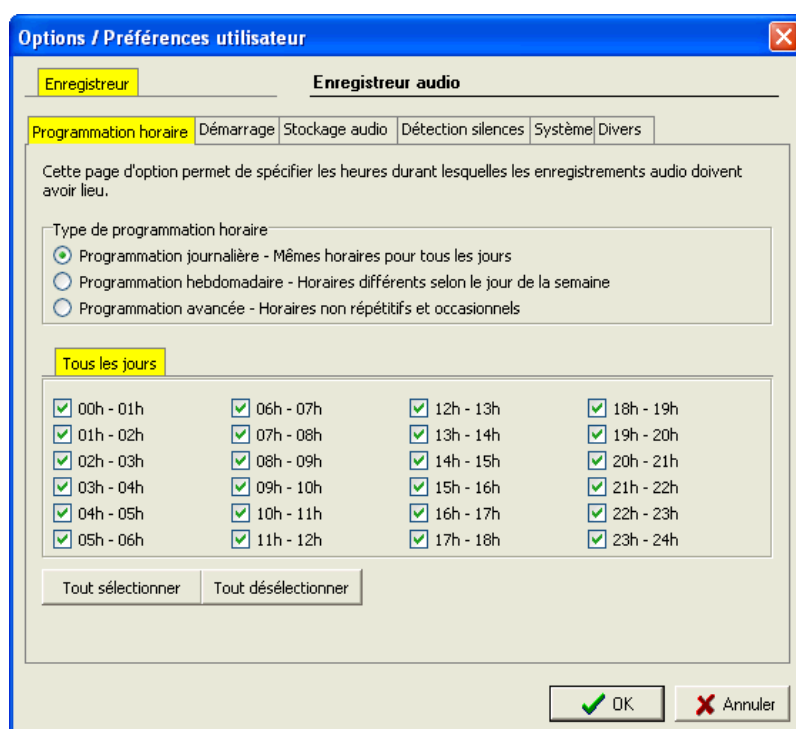 Options / Préférences utilisateur
Enregistreur
Enregistreur audio
Programmation horaire Démarrage Stockage audio Détection silences Système Divers
Cette page d'option permet de spécifier les heures durant lesquelles les enregistrements audio doivent
avoir lieu.
Type de programmation horaire
Programmation journalière - Mêmes horaires pour tous les jours
Programmation hebdomadaire - Horaires différents selon le jour de la semaine
Programmation avancée - Horaires non répétitifs et occasionnels
Tous les jours
00h - 01h 06h - 07h 12h - 13h 18h - 19h
01h - 02h 07h - 08h 13h - 14h 19h - 20h
02h - 03h 08h - 09h 14h - 15h 20h - 21h
03h - 04h 09h - 10h 15h - 16h 21h - 22h
04h - 05h 10h - 11h 16h - 17h 22h - 23h
05h - 06h 11h - 12h 17h - 18h 23h - 24h
Tout sélectionner Tout désélectionner
OK Annuler